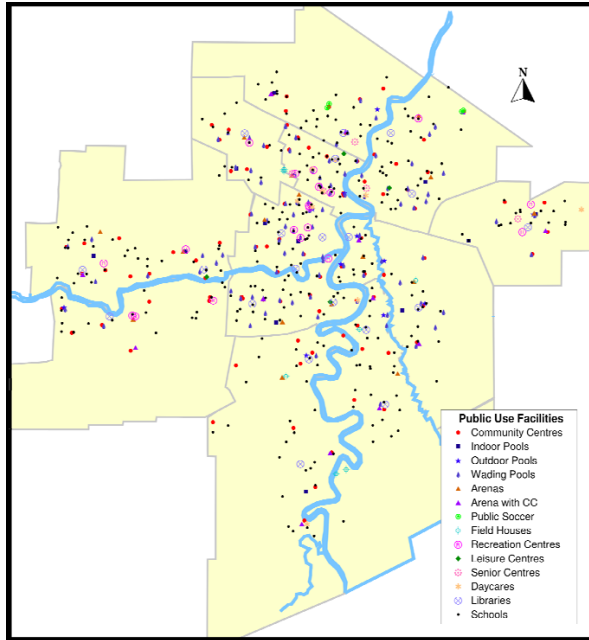 N
Public Use Facilities
Community Centres
Indoor Pools
Outdoor Pools
Wading Pools
Arenas
Arena with CC
Public Soccer
Field Houses
Recreation Centres
Leisure Centres
Senior Centres
Daycares
Libraries
Schools